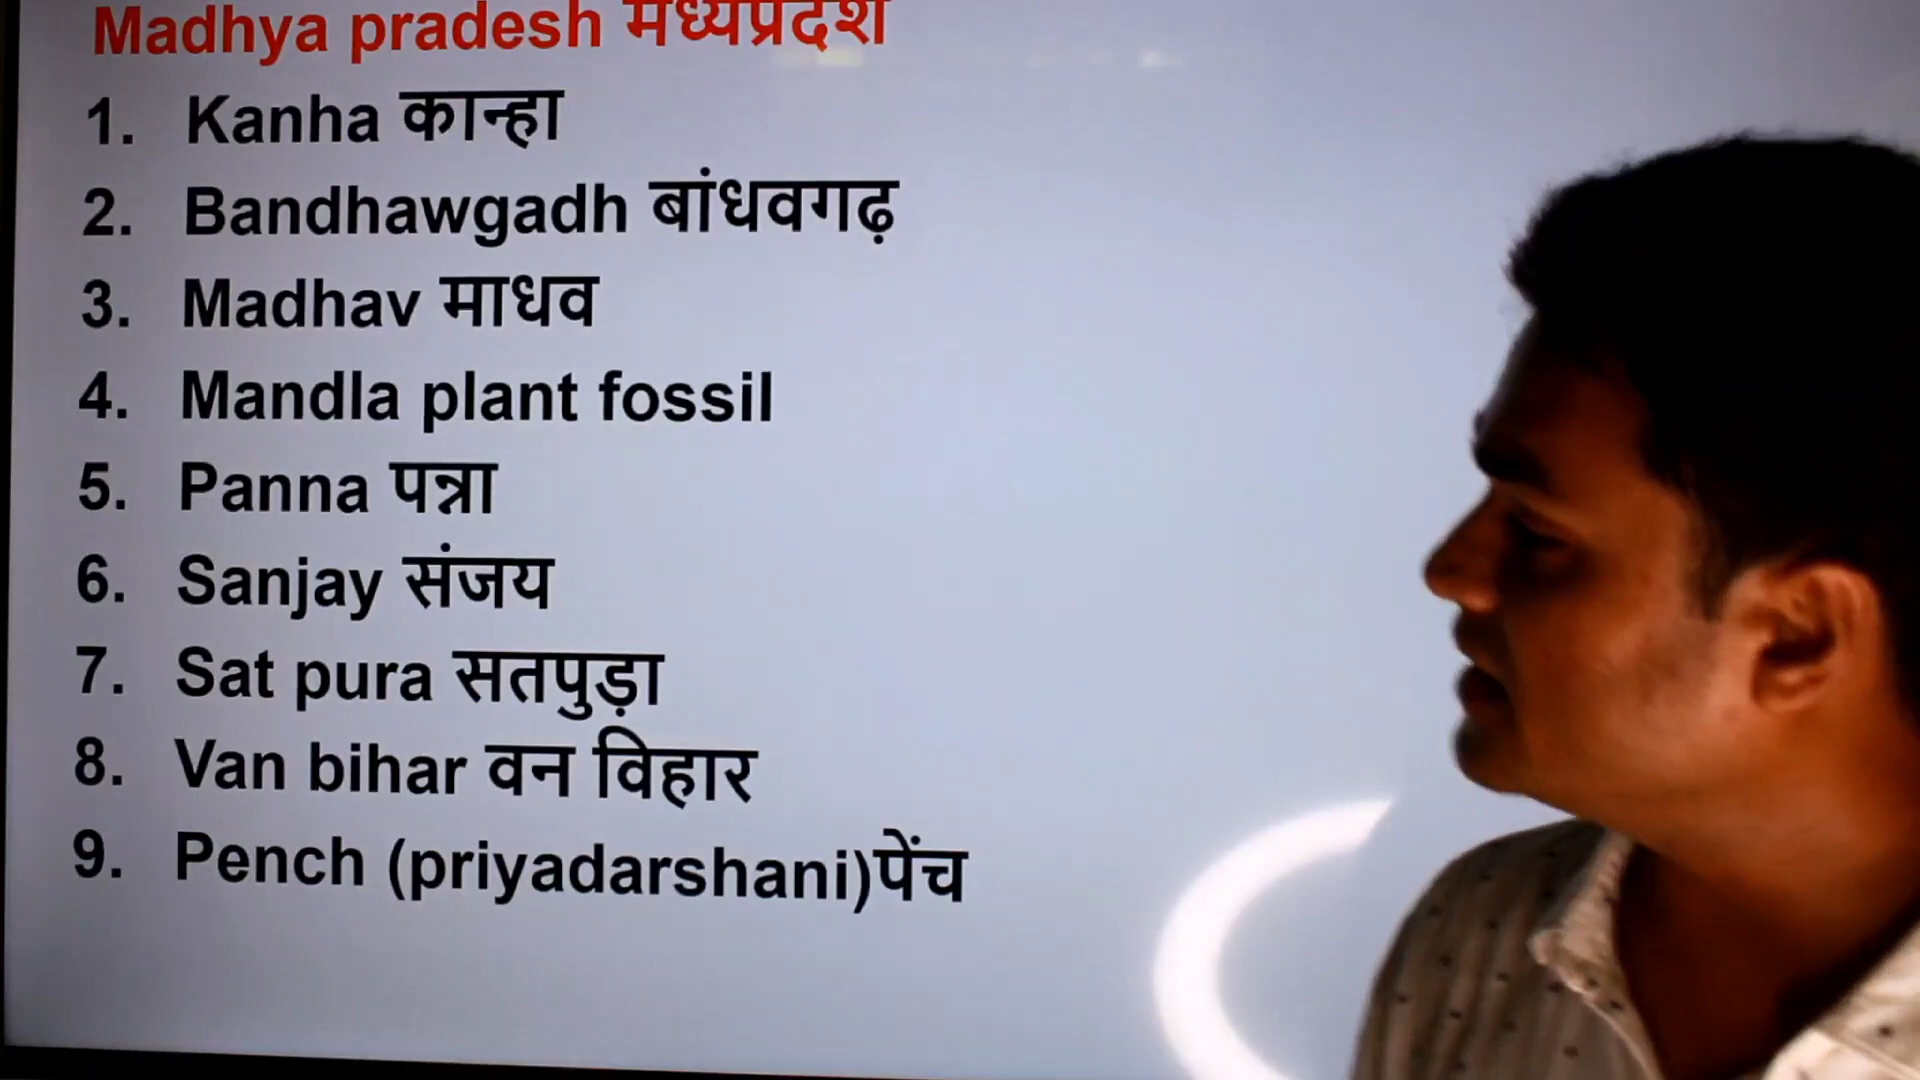 Madhya pradesh मध्यप्रदेश
1. Kanha कान्हा
2. Bandhawgadh बांधवगढ़
3. Madhav माधव
4. Mandla plant fossil
5. Panna पन्ना
6. Sanjay संजय
7. Sat pura सतपुड़ा
8. Van bihar वन विहार
9. Pench (priyadarshani)पेंच